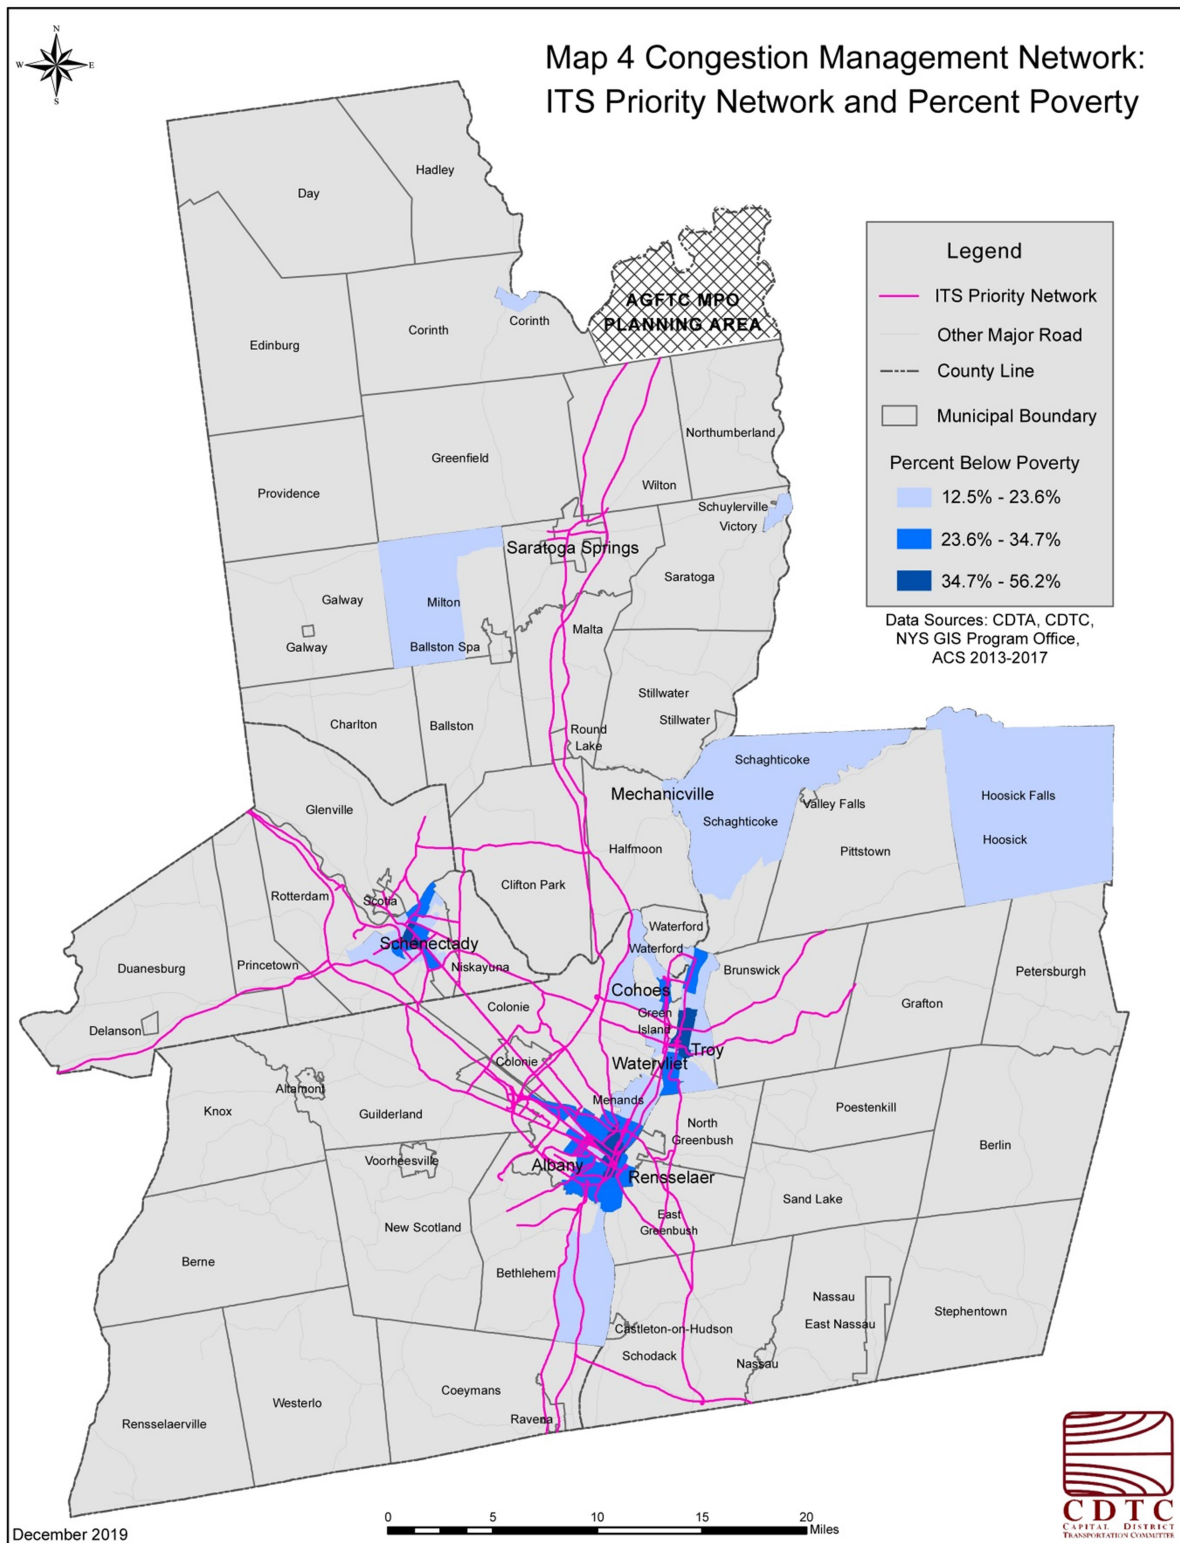 N
W E
S
Map 4 Congestion Management Network:
ITS Priority Network and Percent Poverty
Hadley
Day
Legend
ITS Priority Network
Other Major Road
County Line
Municipal Boundary
Percent Below Poverty
12.5% - 23.6%
23.6% - 34.7%
34.7% - 56.2%
Data Sources: CDTA, CDTC,
NYS GIS Program Office,
ACS 2013-2017
AGFTC MPO
PLANNING AREA
Corinth
Corinth
Edinburg
Northumberland
Greenfield
Wilton
Providence
Schuylerville
Victory
Saratoga Springs
Saratoga
Galway
Milton
Malta
Galway
Ballston Spa
Stillwater
Stillwater
Charlton
Ballston
Round
Lake
Schaghticoke
Mechanicville
Hoosick Falls
Glenville
Valley Falls
Schaghticoke
Hoosick
Halfmoon
Pittstown
Clifton Park
Rotterdam
Scotia
Waterford
Schenectady
Waterford
Duanesburg
Princetown
Niskayuna
Brunswick
Petersburgh
Cohoes
Grafton
Colonie
Green
Island
Delanson
Troy
Colonie
Watervliet
Altamont
Menands
Knox
Guilderland
Poestenkill
North
Greenbush
Berlin
Voorheesville
Albany
Rensselaer
Sand Lake
New Scotland
East
Greenbush
Berne
Bethlehem
Nassau
Stephentown
East Nassau
Castleton-on-Hudson
Schodack
Nassau
Coeymans
Westerlo
Ravena
Rensselaerville
CDTC
CAPITAL DISTRICT
TRANSPORTATION COMMITTEE
0 5 10 15 20
Miles
December 2019